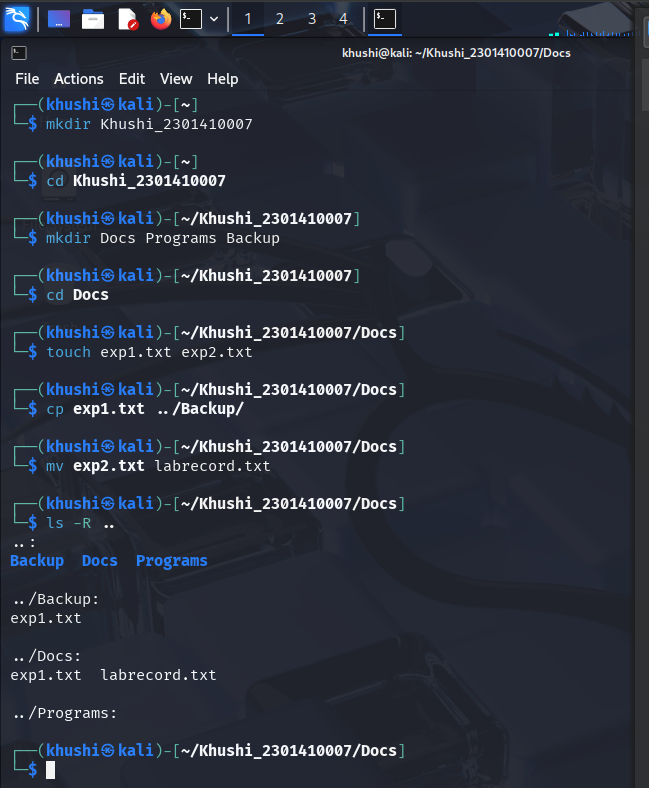 1 2 3 4
khushi@kali: ~/Khushi_2301410007/Docs
File Actions Edit View Help
┌──(khushi㉿kali)-[~]
└─$ mkdir Khushi_2301410007
┌──(khushi㉿kali)-[~]
└─$ cd Khushi_2301410007
┌──(khushi㉿kali)-[~/Khushi_2301410007]
└─$ mkdir Docs Programs Backup
┌──(khushi㉿kali)-[~/Khushi_2301410007]
└─$ cd Docs
┌──(khushi㉿kali)-[~/Khushi_2301410007/Docs]
└─$ touch exp1.txt exp2.txt
┌──(khushi㉿kali)-[~/Khushi_2301410007/Docs]
└─$ cp exp1.txt ../Backup/
┌──(khushi㉿kali)-[~/Khushi_2301410007/Docs]
└─$ mv exp2.txt labrecord.txt
┌──(khushi㉿kali)-[~/Khushi_2301410007/Docs]
└─$ ls -R ..
..:
Backup  Docs  Programs
../Backup:
exp1.txt
../Docs:
exp1.txt  labrecord.txt
../Programs:
┌──(khushi㉿kali)-[~/Khushi_2301410007/Docs]
└─$